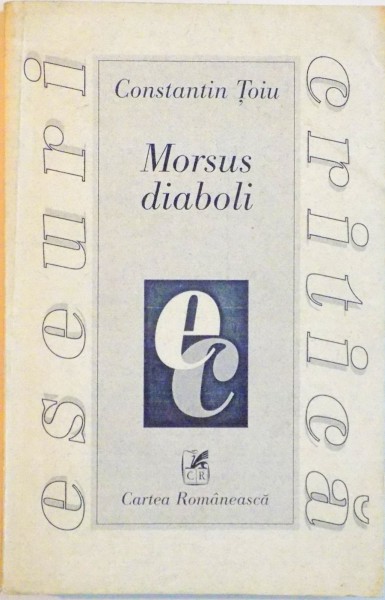 eseuri
critică
Constantin Țoiu
Morsus
diaboli
ec
CR
Cartea Românească